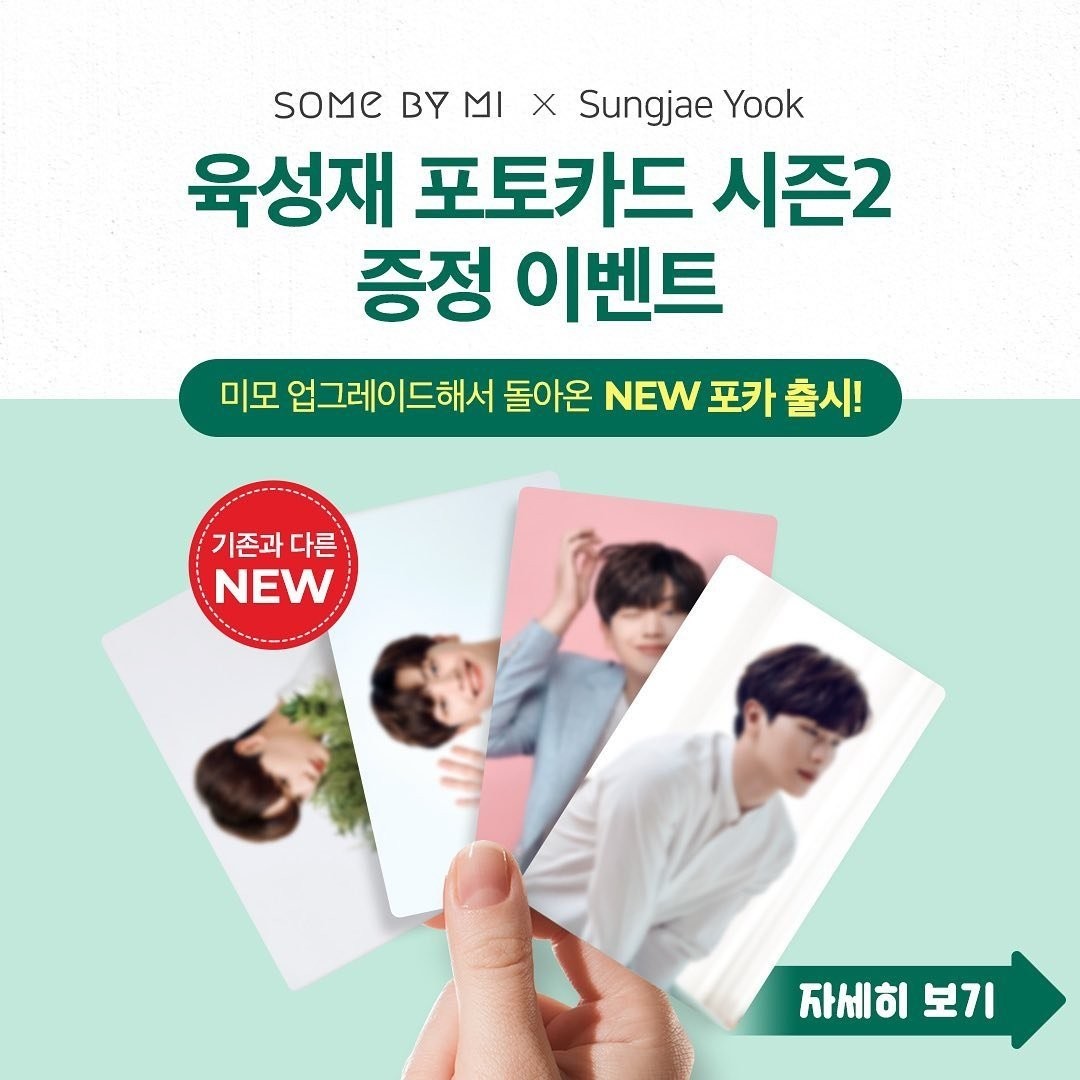 SOME BY MI × Sungjae Yook
육성재 포토카드 시즌2
증정 이벤트
미모 업그레이드해서 돌아온 NEW 포카 출시!
기존과 다른
NEW
자세히 보기